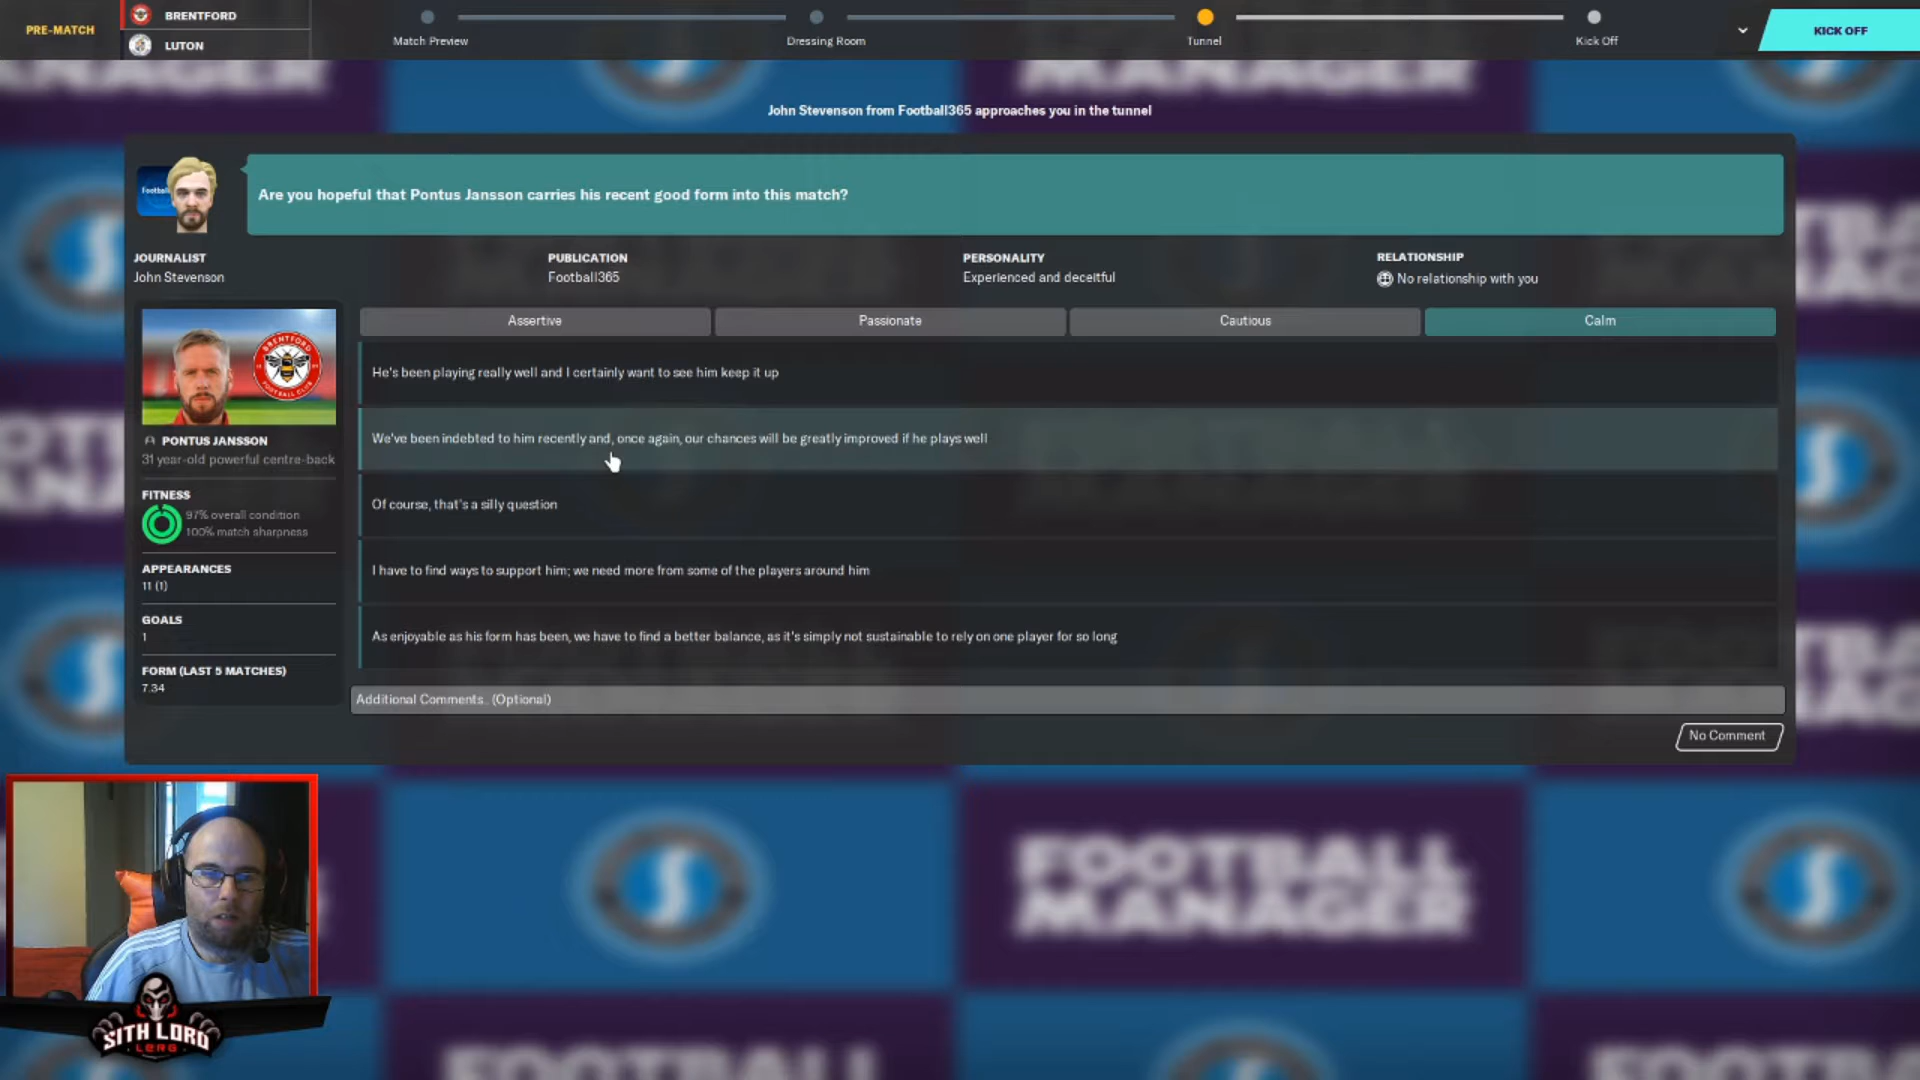 PRE-MATCH
BRENTFORD
LUTON
Match Preview
Dressing Room
Tunnel
Kick Off
KICK OFF
John Stevenson from Football365 approaches you in the tunnel
Football
Are you hopeful that Pontus Jansson carries his recent good form into this match?
JOURNALIST
John Stevenson
PUBLICATION
Football365
PERSONALITY
Experienced and deceitful
RELATIONSHIP
No relationship with you
Assertive
Passionate
Cautious
Calm
BRENTFORD
FOOTBALL CLUB
PONTUS JANSSON
31 year-old powerful centre-back
FITNESS
97% overall condition
100% match sharpness
APPEARANCES
11 (1)
GOALS
1
FORM (LAST 5 MATCHES)
7.34
He's been playing really well and I certainly want to see him keep it up
We've been indebted to him recently and, once again, our chances will be greatly improved if he plays well
Of course, that's a silly question
I have to find ways to support him; we need more from some of the players around him
As enjoyable as his form has been, we have to find a better balance, as it's simply not sustainable to rely on one player for so long
Additional Comments.. (Optional)
No Comment
FOOTBALL
MANAGER
SITH LORD
LERG